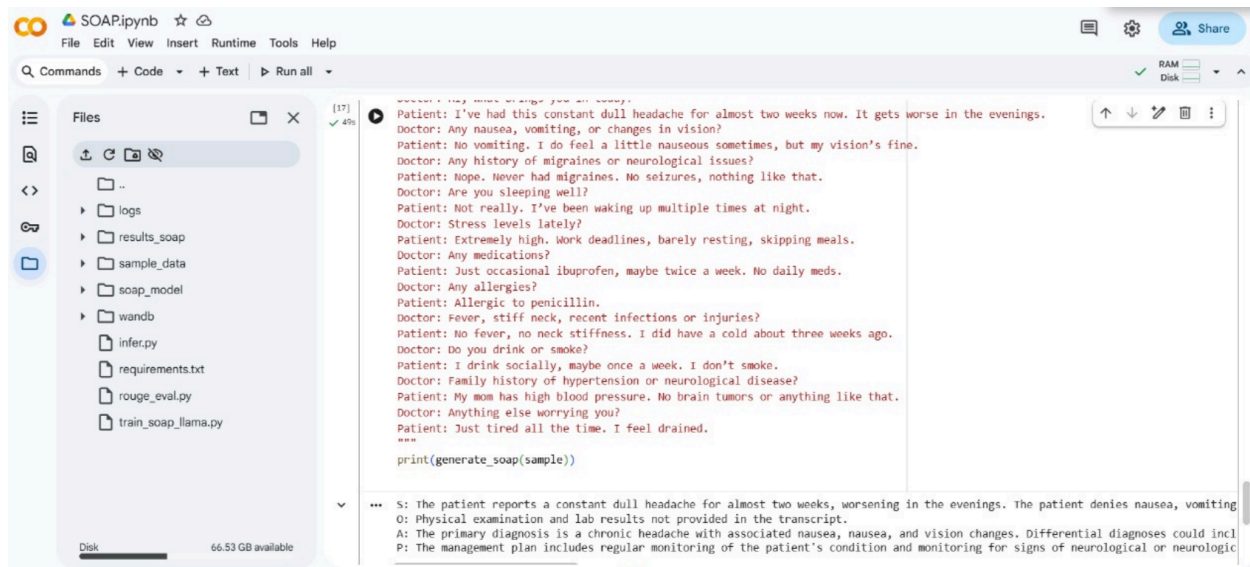 CO SOAP.ipynb
File Edit View Insert Runtime Tools Help
Share
Commands + Code + Text Run all
RAM
Disk
Files
..
logs
results_soap
sample_data
soap_model
wandb
infer.py
requirements.txt
rouge_eval.py
train_soap_llama.py
Disk 66.53 GB available
[17]
49s
Patient: I've had this constant dull headache for almost two weeks now. It gets worse in the evenings.
Doctor: Any nausea, vomiting, or changes in vision?
Patient: No vomiting. I do feel a little nauseous sometimes, but my vision's fine.
Doctor: Any history of migraines or neurological issues?
Patient: Nope. Never had migraines. No seizures, nothing like that.
Doctor: Are you sleeping well?
Patient: Not really. I've been waking up multiple times at night.
Doctor: Stress levels lately?
Patient: Extremely high. Work deadlines, barely resting, skipping meals.
Doctor: Any medications?
Patient: Just occasional ibuprofen, maybe twice a week. No daily meds.
Doctor: Any allergies?
Patient: Allergic to penicillin.
Doctor: Fever, stiff neck, recent infections or injuries?
Patient: No fever, no neck stiffness. I did have a cold about three weeks ago.
Doctor: Do you drink or smoke?
Patient: I drink socially, maybe once a week. I don't smoke.
Doctor: Family history of hypertension or neurological disease?
Patient: My mom has high blood pressure. No brain tumors or anything like that.
Doctor: Anything else worrying you?
Patient: Just tired all the time. I feel drained.
"""
print(generate_soap(sample))
S: The patient reports a constant dull headache for almost two weeks, worsening in the evenings. The patient denies nausea, vomiting
O: Physical examination and lab results not provided in the transcript.
A: The primary diagnosis is a chronic headache with associated nausea, nausea, and vision changes. Differential diagnoses could incl
P: The management plan includes regular monitoring of the patient's condition and monitoring for signs of neurological or neurologic